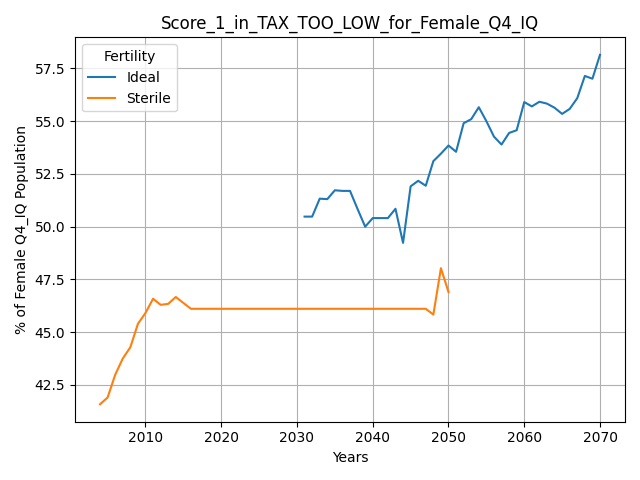 Score_1_in_TAX_TOO_LOW_for_Female_Q4_IQ
Fertility
Ideal
Sterile
% of Female Q4_IQ Population
57.5
55.0
52.5
50.0
47.5
45.0
42.5
2010 2020 2030 2040 2050 2060 2070
Years